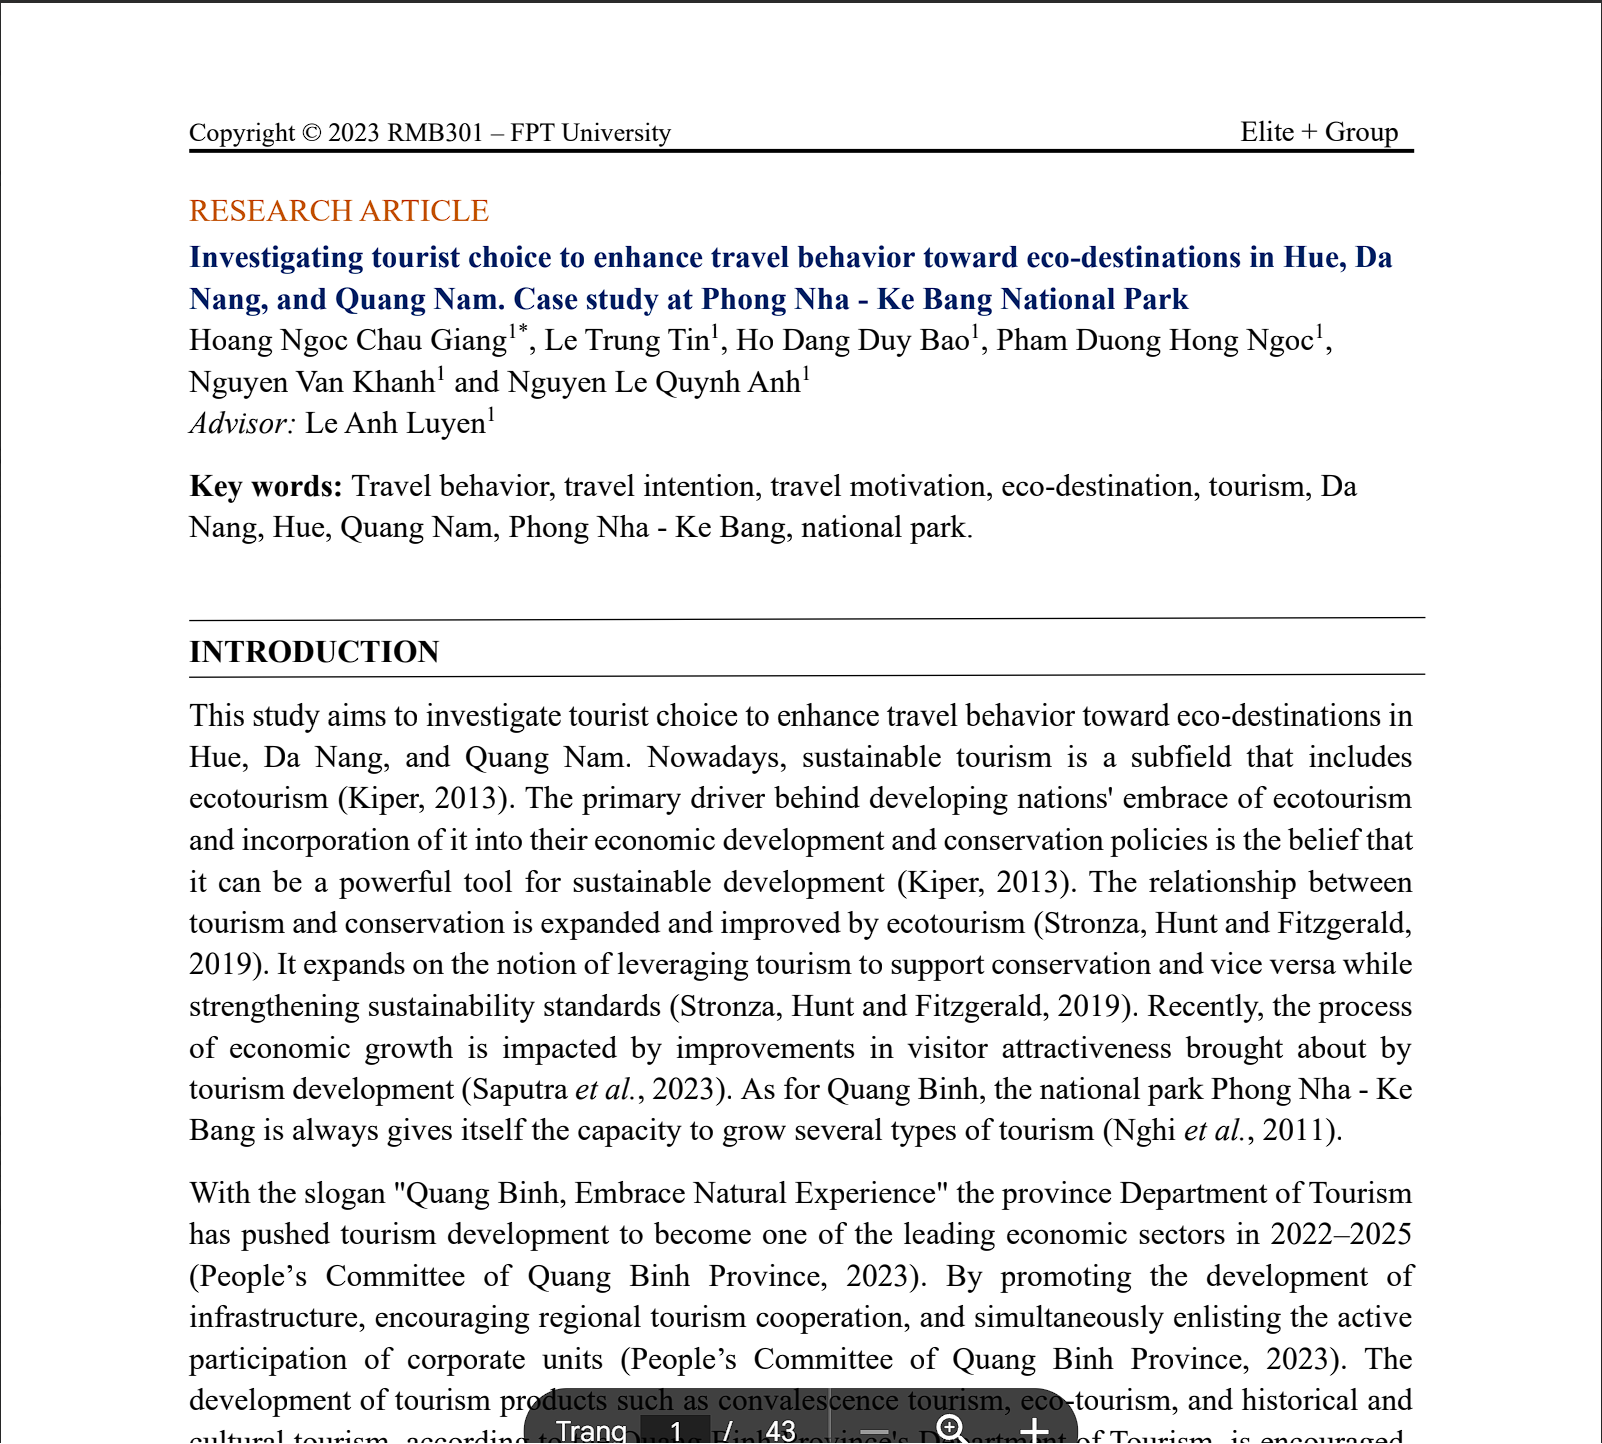 Copyright © 2023 RMB301 – FPT University Elite + Group
RESEARCH ARTICLE
Investigating tourist choice to enhance travel behavior toward eco-destinations in Hue, Da
Nang, and Quang Nam. Case study at Phong Nha - Ke Bang National Park
Hoang Ngoc Chau Giang1*, Le Trung Tin1, Ho Dang Duy Bao1, Pham Duong Hong Ngoc1,
Nguyen Van Khanh1 and Nguyen Le Quynh Anh1
Advisor: Le Anh Luyen1
Key words: Travel behavior, travel intention, travel motivation, eco-destination, tourism, Da
Nang, Hue, Quang Nam, Phong Nha - Ke Bang, national park.
INTRODUCTION
This study aims to investigate tourist choice to enhance travel behavior toward eco-destinations in
Hue, Da Nang, and Quang Nam. Nowadays, sustainable tourism is a subfield that includes
ecotourism (Kiper, 2013). The primary driver behind developing nations' embrace of ecotourism
and incorporation of it into their economic development and conservation policies is the belief that
it can be a powerful tool for sustainable development (Kiper, 2013). The relationship between
tourism and conservation is expanded and improved by ecotourism (Stronza, Hunt and Fitzgerald,
2019). It expands on the notion of leveraging tourism to support conservation and vice versa while
strengthening sustainability standards (Stronza, Hunt and Fitzgerald, 2019). Recently, the process
of economic growth is impacted by improvements in visitor attractiveness brought about by
tourism development (Saputra et al., 2023). As for Quang Binh, the national park Phong Nha - Ke
Bang is always gives itself the capacity to grow several types of tourism (Nghi et al., 2011).
With the slogan "Quang Binh, Embrace Natural Experience" the province Department of Tourism
has pushed tourism development to become one of the leading economic sectors in 2022–2025
(People’s Committee of Quang Binh Province, 2023). By promoting the development of
infrastructure, encouraging regional tourism cooperation, and simultaneously enlisting the active
participation of corporate units (People’s Committee of Quang Binh Province, 2023). The
development of tourism products such as convalescence tourism, eco-tourism, and historical and
cultural tourism, according to Quang Binh Province's Department of Tourism, is encouraged.
Trang 1 / 43